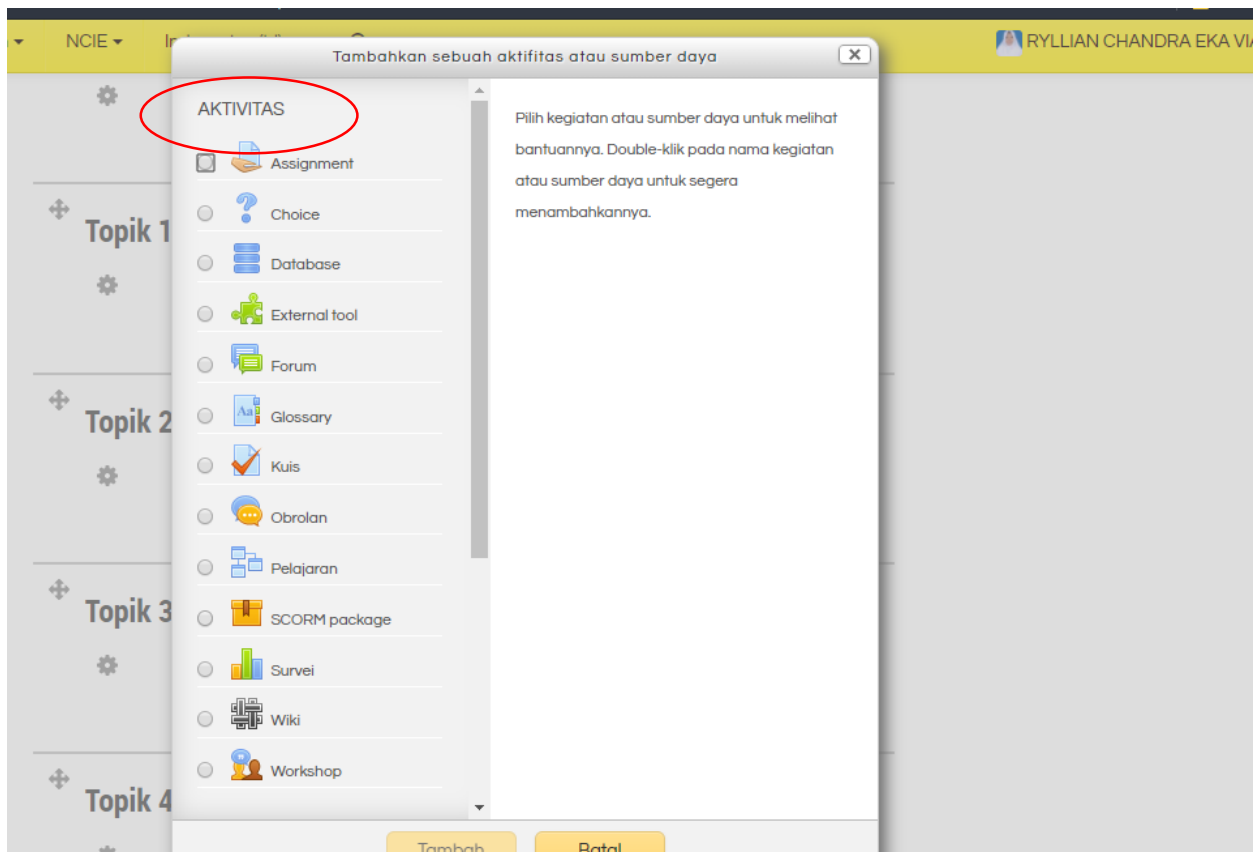 NCIE
RYLLIAN CHANDRA EKA VIA
Tambahkan sebuah aktifitas atau sumber daya
AKTIVITAS
Assignment
Choice
Database
External tool
Forum
Glossary
Kuis
Obrolan
Pelajaran
SCORM package
Survei
Wiki
Workshop
Pilih kegiatan atau sumber daya untuk melihat
bantuannya. Double-klik pada nama kegiatan
atau sumber daya untuk segera
menambahkannya.
Topik 1
Topik 2
Topik 3
Topik 4
Tambah
Batal